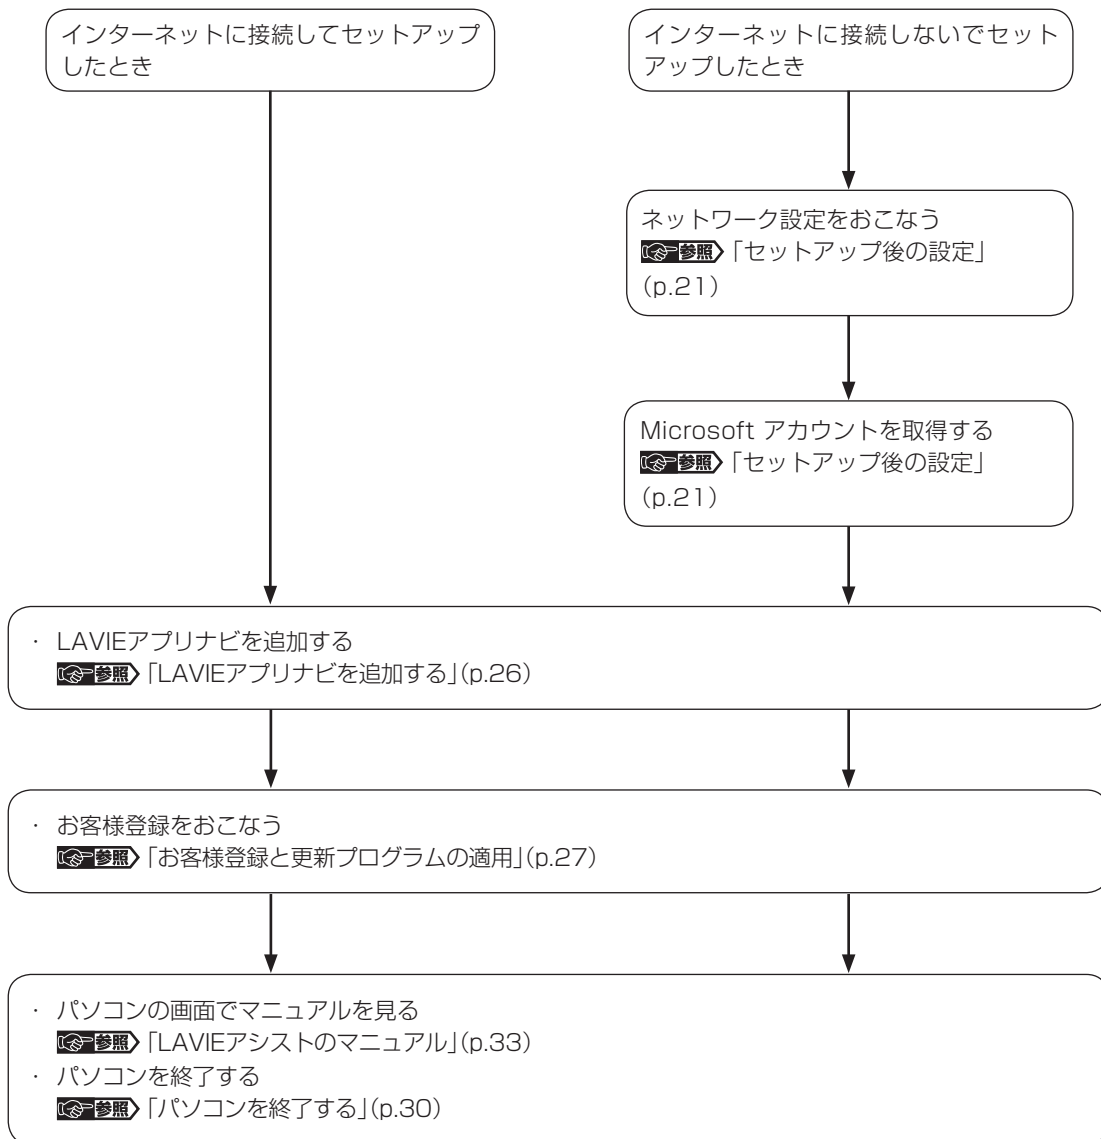 インターネットに接続してセットアップ
したとき
インターネットに接続しないでセット
アップしたとき
ネットワーク設定をおこなう
参照 「セットアップ後の設定」
(p.21)
Microsoft アカウントを取得する
参照 「セットアップ後の設定」
(p.21)
・ LAVIEアプリナビを追加する
参照 「LAVIEアプリナビを追加する」(p.26)
・ お客様登録をおこなう
参照 「お客様登録と更新プログラムの適用」(p.27)
・ パソコンの画面でマニュアルを見る
参照 「LAVIEアシストのマニュアル」(p.33)
・ パソコンを終了する
参照 「パソコンを終了する」(p.30)